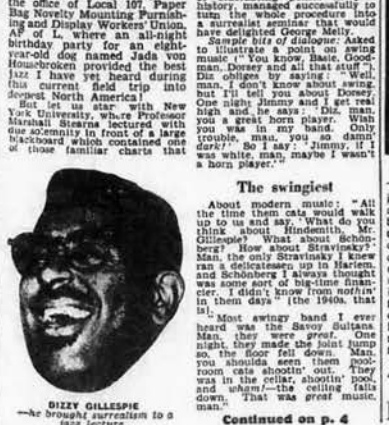 the office of Local 107, Paper
Bag Novelty Mounting Furnish-
ing and Display Workers' Union,
AF of L, where an all-night
birthday party for an eight-
year-old dog named Jada von
Housebroken provided the best
jazz I have yet heard during
this current field trip into
deepest North America!
But let us star with New
York University, where Professor
Marshall Stearns lectured with
due solemnity in front of a large
blackboard which contained one
of those familiar charts that
DIZZY GILLESPIE
—he brought surrealism to a
jazz lecture
history, managed successfully to
turn the whole procedure into
a surrealist seminar that would
have delighted George Melly.
Sample bits of dialogue: Asked
to illustrate a point on swing
music ("You know, Basie, Good-
man, Dorsey and all that stuff"),
Diz obliges by saying: "Well,
man, I don't know about swing,
but I'll tell you about Dorsey.
One night Jimmy and I get real
high and he says: 'Diz, man,
you a great horn player. Wish
you was in my band. Only
trouble, man, you so damn'
dark!' So I say: 'Jimmy, if I
was white, man, maybe I wasn't
a horn player.'"
The swingiest
About modern music: "All
the time them cats would walk
up to us and say, 'What do you
think about Hindemith, Mr.
Gillespie? What about Schön-
berg? How about Stravinsky?'
Man, the only Stravinsky I knew
ran a delicatessen up in Harlem,
and Schönberg I always thought
was some sort of big-time finan-
cier. I didn't know from nothin'
in them days" [the 1940s, that
is].
"Most swingy band I ever
heard was the Savoy Sultans.
Man, they were great. One
night they made the joint jump
so, the floor fell down. Man,
you shoulda seen them pool-
room cats shootin' out. They
was in the cellar, shootin' pool,
and wham!—the ceiling falls
down. That was great music,
man."
Continued on p. 4